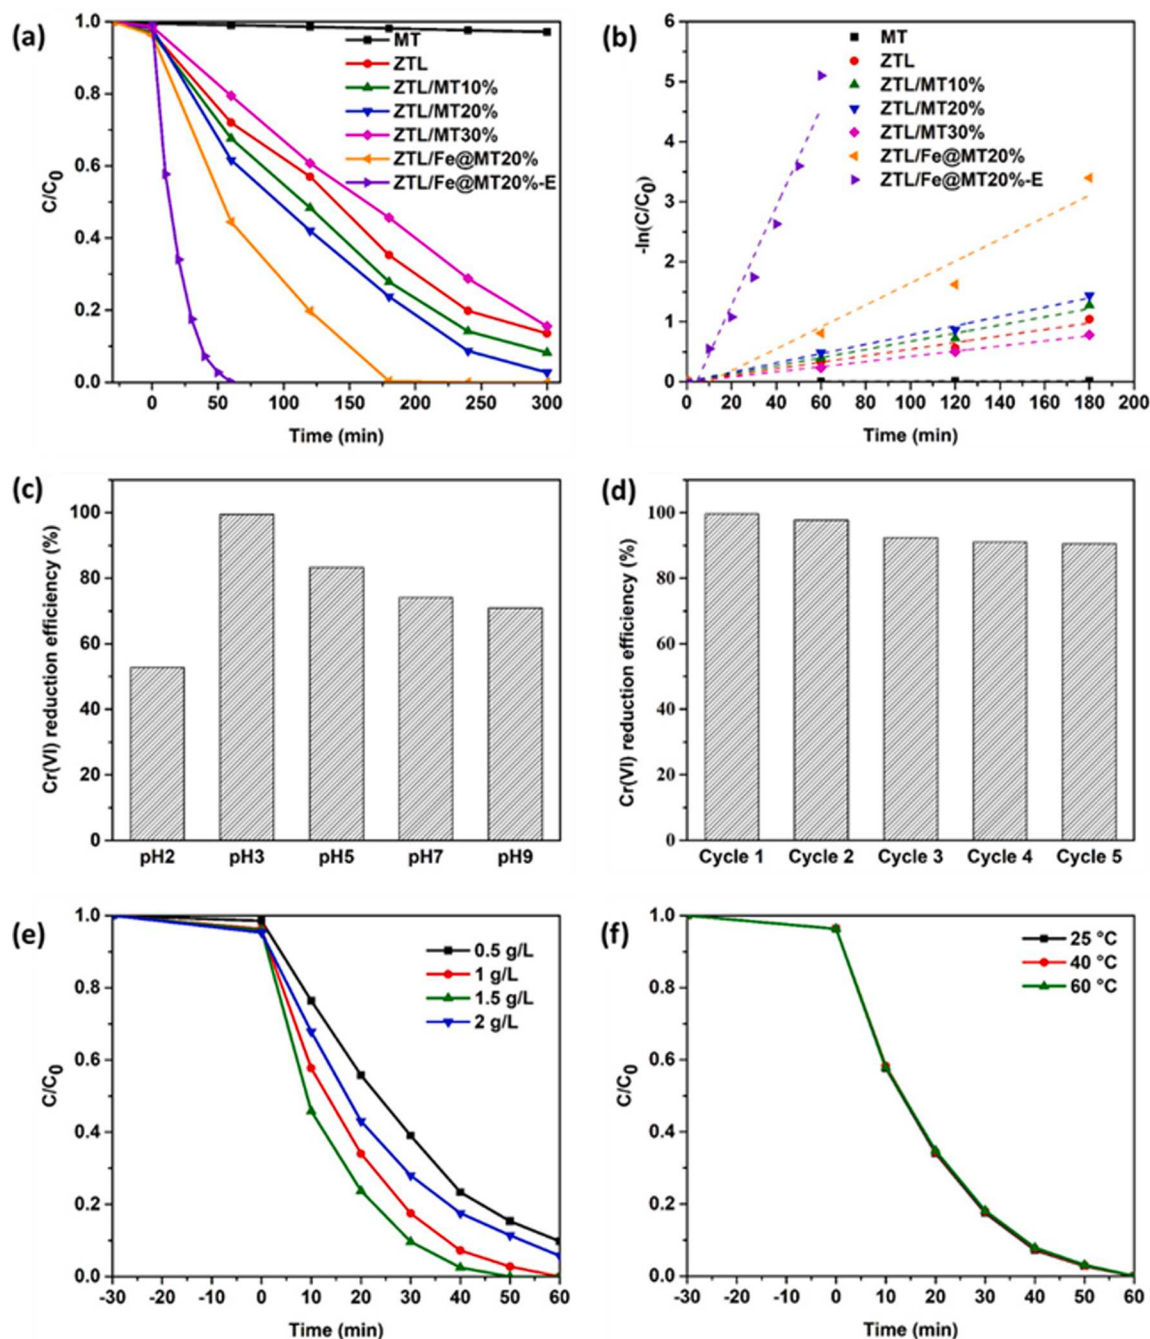 (a)
1.0
0.8
0.6
0.4
0.2
0.0
C/C0
MT
ZTL
ZTL/MT10%
ZTL/MT20%
ZTL/MT30%
ZTL/Fe@MT20%
ZTL/Fe@MT20%-E
0 50 100 150 200 250 300
Time (min)
(b)
6
5
4
3
2
1
0
-ln(C/C0)
MT
ZTL
ZTL/MT10%
ZTL/MT20%
ZTL/MT30%
ZTL/Fe@MT20%
ZTL/Fe@MT20%-E
0 20 40 60 80 100 120 140 160 180 200
Time (min)
(c)
100
80
60
40
20
0
Cr(VI) reduction efficiency (%)
pH2 pH3 pH5 pH7 pH9
(d)
100
80
60
40
20
0
Cr(VI) reduction efficiency (%)
Cycle 1 Cycle 2 Cycle 3 Cycle 4 Cycle 5
(e)
1.0
0.8
0.6
0.4
0.2
0.0
C/C0
0.5 g/L
1 g/L
1.5 g/L
2 g/L
-30 -20 -10 0 10 20 30 40 50 60
Time (min)
(f)
1.0
0.8
0.6
0.4
0.2
0.0
C/C0
25 °C
40 °C
60 °C
-30 -20 -10 0 10 20 30 40 50 60
Time (min)